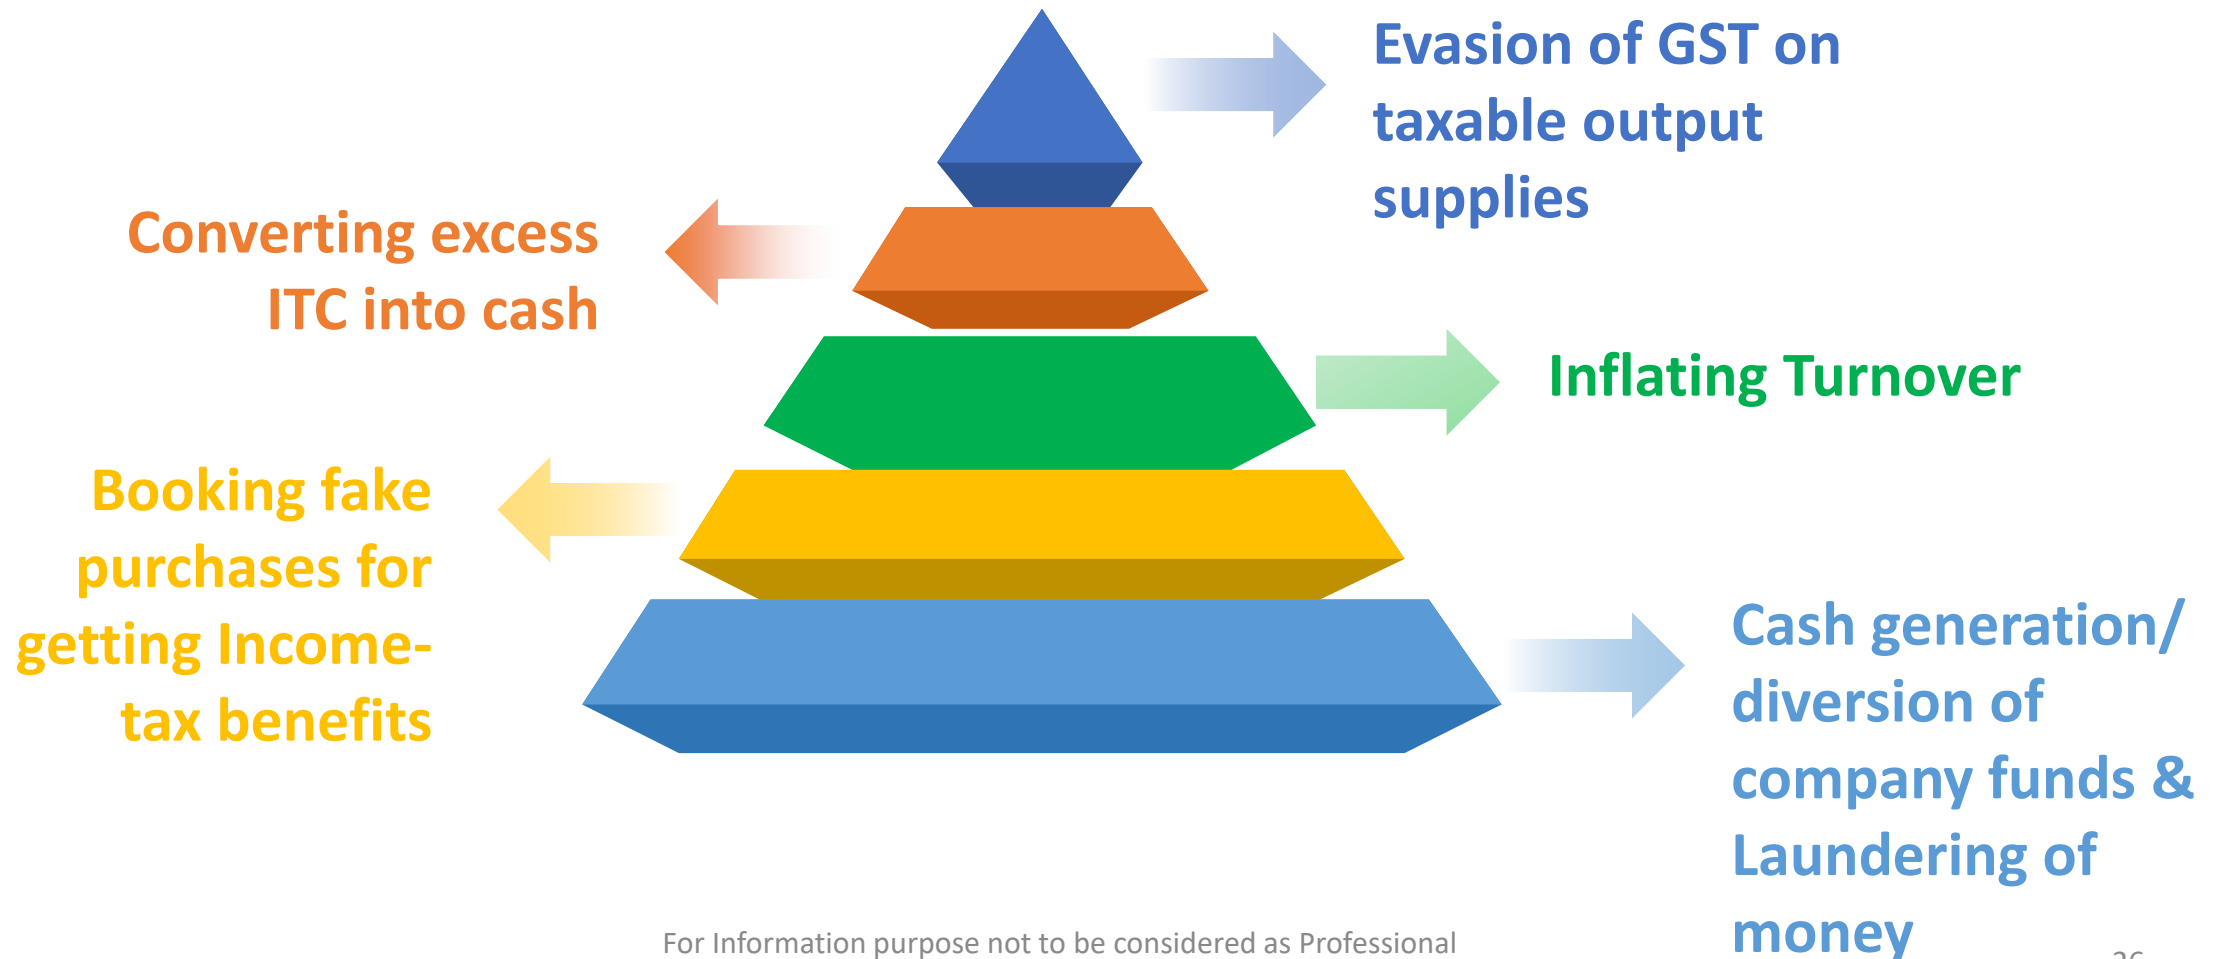 Evasion of GST on
taxable output
supplies
Converting excess
ITC into cash
Inflating Turnover
Booking fake
purchases for
getting Income-
tax benefits
Cash generation/
diversion of
company funds &
Laundering of
money
For Information purpose not to be considered as Professional